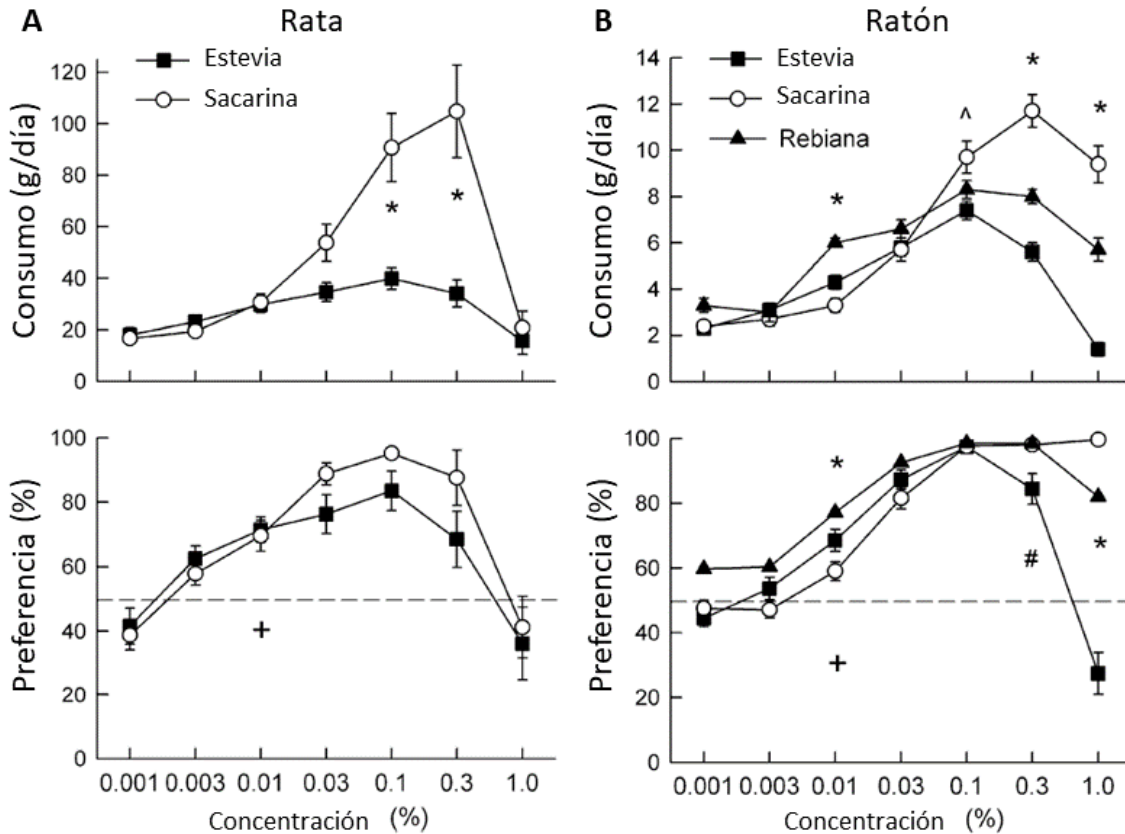 A
Rata
Estevia
Sacarina
Consumo (g/día)
120
100
80
60
40
20
0
*
*
Preferencia (%)
100
80
60
40
20
0
+
0.001 0.003 0.01 0.03 0.1 0.3 1.0
Concentración (%)
B
Ratón
Estevia
Sacarina
Rebiana
Consumo (g/día)
14
12
10
8
6
4
2
0
*
^
*
*
Preferencia (%)
100
80
60
40
20
0
*
#
*
+
0.001 0.003 0.01 0.03 0.1 0.3 1.0
Concentración (%)